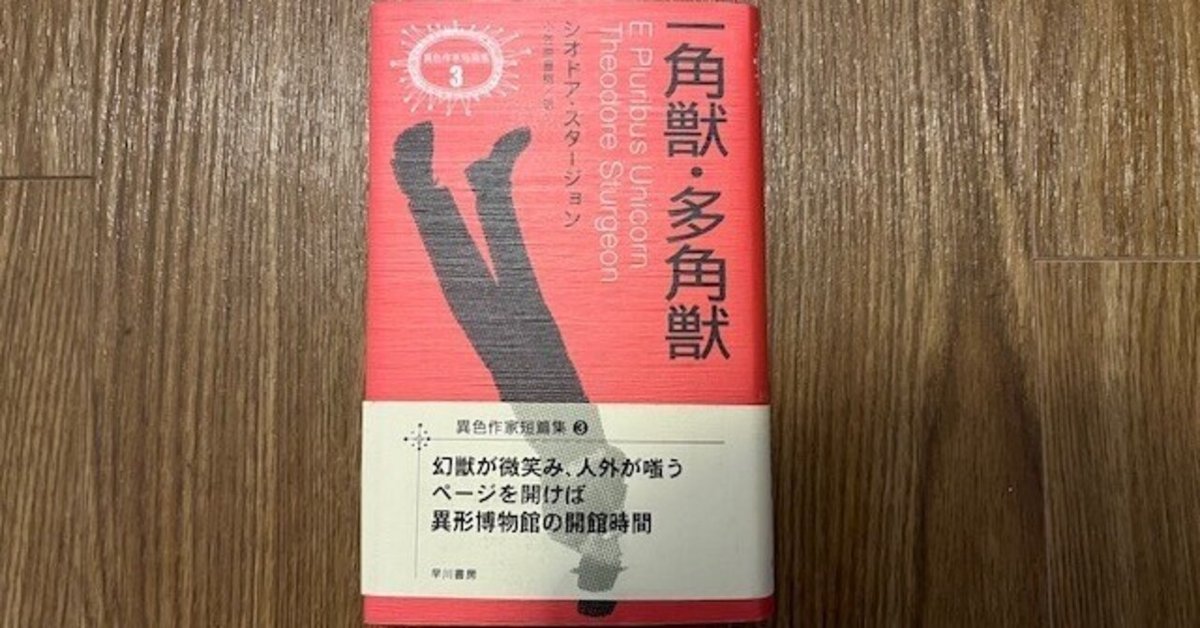 一角獣・多角獣
E Pluribus Unicorn
Theodore Sturgeon
シオドア・スタージョン
異色作家短篇集
3
異色作家短篇集 ❸
幻獣が微笑み、人外が嗤う
ページを開けば
異形博物館の開館時間
早川書房